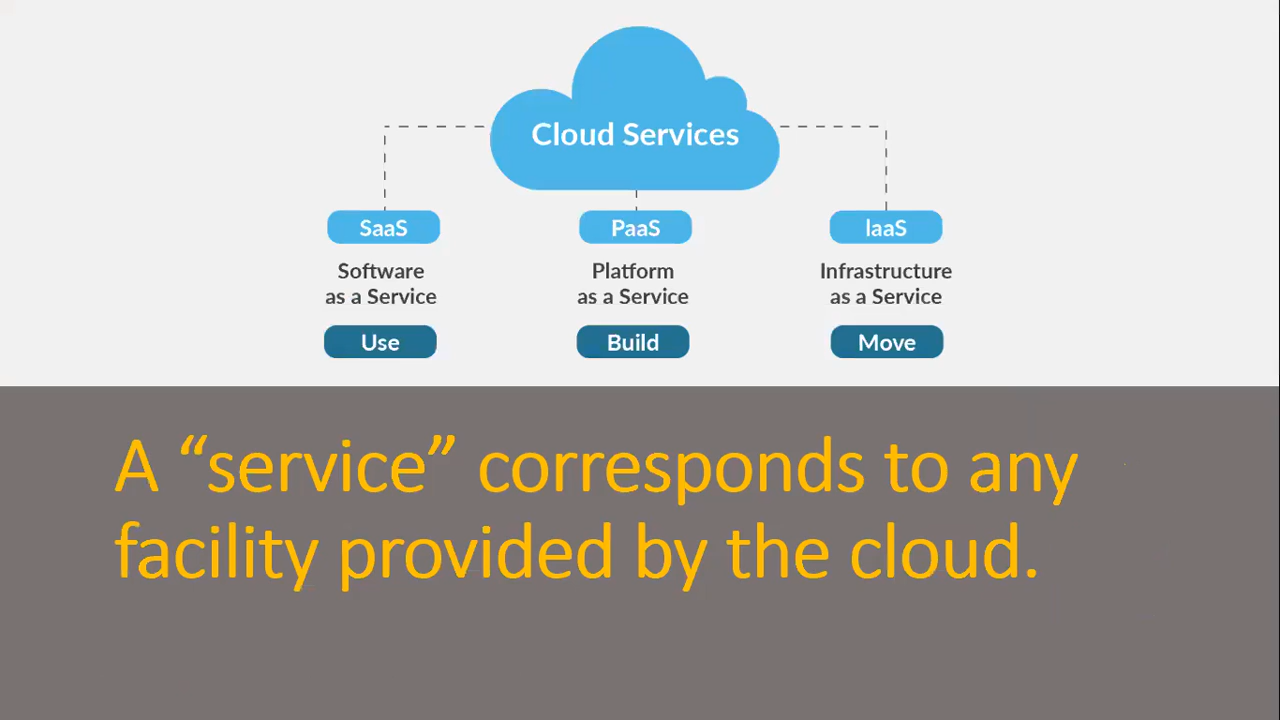 Cloud Services
SaaS
PaaS
IaaS
Software
as a Service
Platform
as a Service
Infrastructure
as a Service
Use
Build
Move
A “service” corresponds to any
facility provided by the cloud.